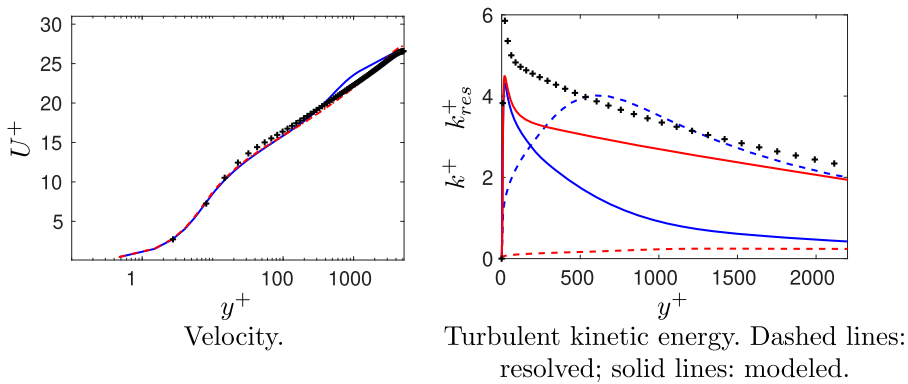 30
25
20
15
10
5
U+
1
100
1000
y+
Velocity.
6
4
2
0
k+ k+res
0
500
1000
1500
2000
y+
Turbulent kinetic energy. Dashed lines:
resolved; solid lines: modeled.